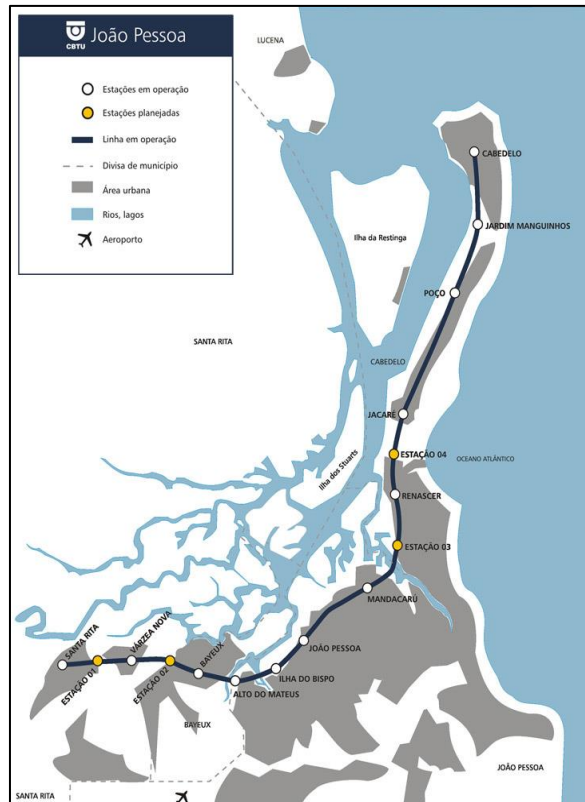 CBTU
João Pessoa
Estações em operação
Estações planejadas
Linha em operação
Divisa de município
Área urbana
Rios, lagos
Aeroporto
LUCENA
CABEDELO
JARDIM MANGUINHOS
Ilha da Restinga
POÇO
SANTA RITA
CABEDELO
JACARÉ
ESTAÇÃO 04
OCEANO ATLÂNTICO
Ilha dos Stuarts
RENASCER
ESTAÇÃO 03
MANDACARÚ
SANTA RITA
VÁRZEA NOVA
BAYEUX
JOÃO PESSOA
ESTAÇÃO 01
ESTAÇÃO 02
ILHA DO BISPO
ALTO DO MATEUS
BAYEUX
JOÃO PESSOA
SANTA RITA